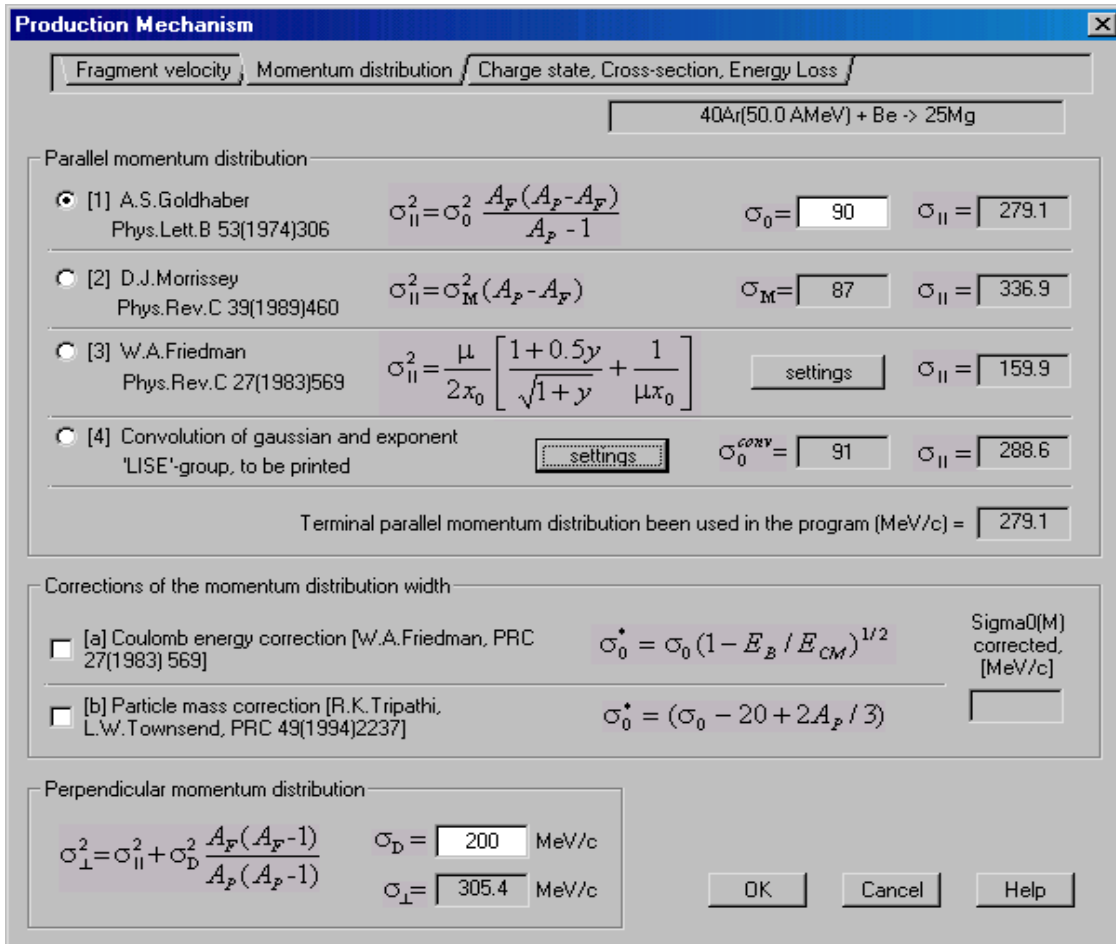 Production Mechanism
Fragment velocity Momentum distribution Charge state, Cross-section, Energy Loss
40Ar(50.0 AMeV) + Be -> 25Mg
Parallel momentum distribution
[1] A.S.Goldhaber
Phys.Lett.B 53(1974)306
σ||² = σ0² AF(AP-AF) / AP - 1
σ0= 90 σ|| = 279.1
[2] D.J.Morrissey
Phys.Rev.C 39(1989)460
σ||² = σM²(AP-AF)
σM= 87 σ|| = 336.9
[3] W.A.Friedman
Phys.Rev.C 27(1983)569
σ||² = μ/2x0 [ 1+0.5y / √1+y + 1/μx0 ]
settings σ|| = 159.9
[4] Convolution of gaussian and exponent
'LISE'-group, to be printed
settings σ0conv= 91 σ|| = 288.6
Terminal parallel momentum distribution been used in the program (MeV/c) = 279.1
Corrections of the momentum distribution width
[a] Coulomb energy correction [W.A.Friedman, PRC
27(1983) 569]
σ0* = σ0(1 - EB / ECM)1/2
Sigma0(M)
corrected,
[MeV/c]
[b] Particle mass correction [R.K.Tripathi,
L.W.Townsend, PRC 49(1994)2237]
σ0* = (σ0 - 20 + 2AP / 3)
Perpendicular momentum distribution
σ⊥² = σ||² + σD² AF(AF-1) / AP(AP-1)
σD = 200 MeV/c
σ⊥= 305.4 MeV/c
OK Cancel Help